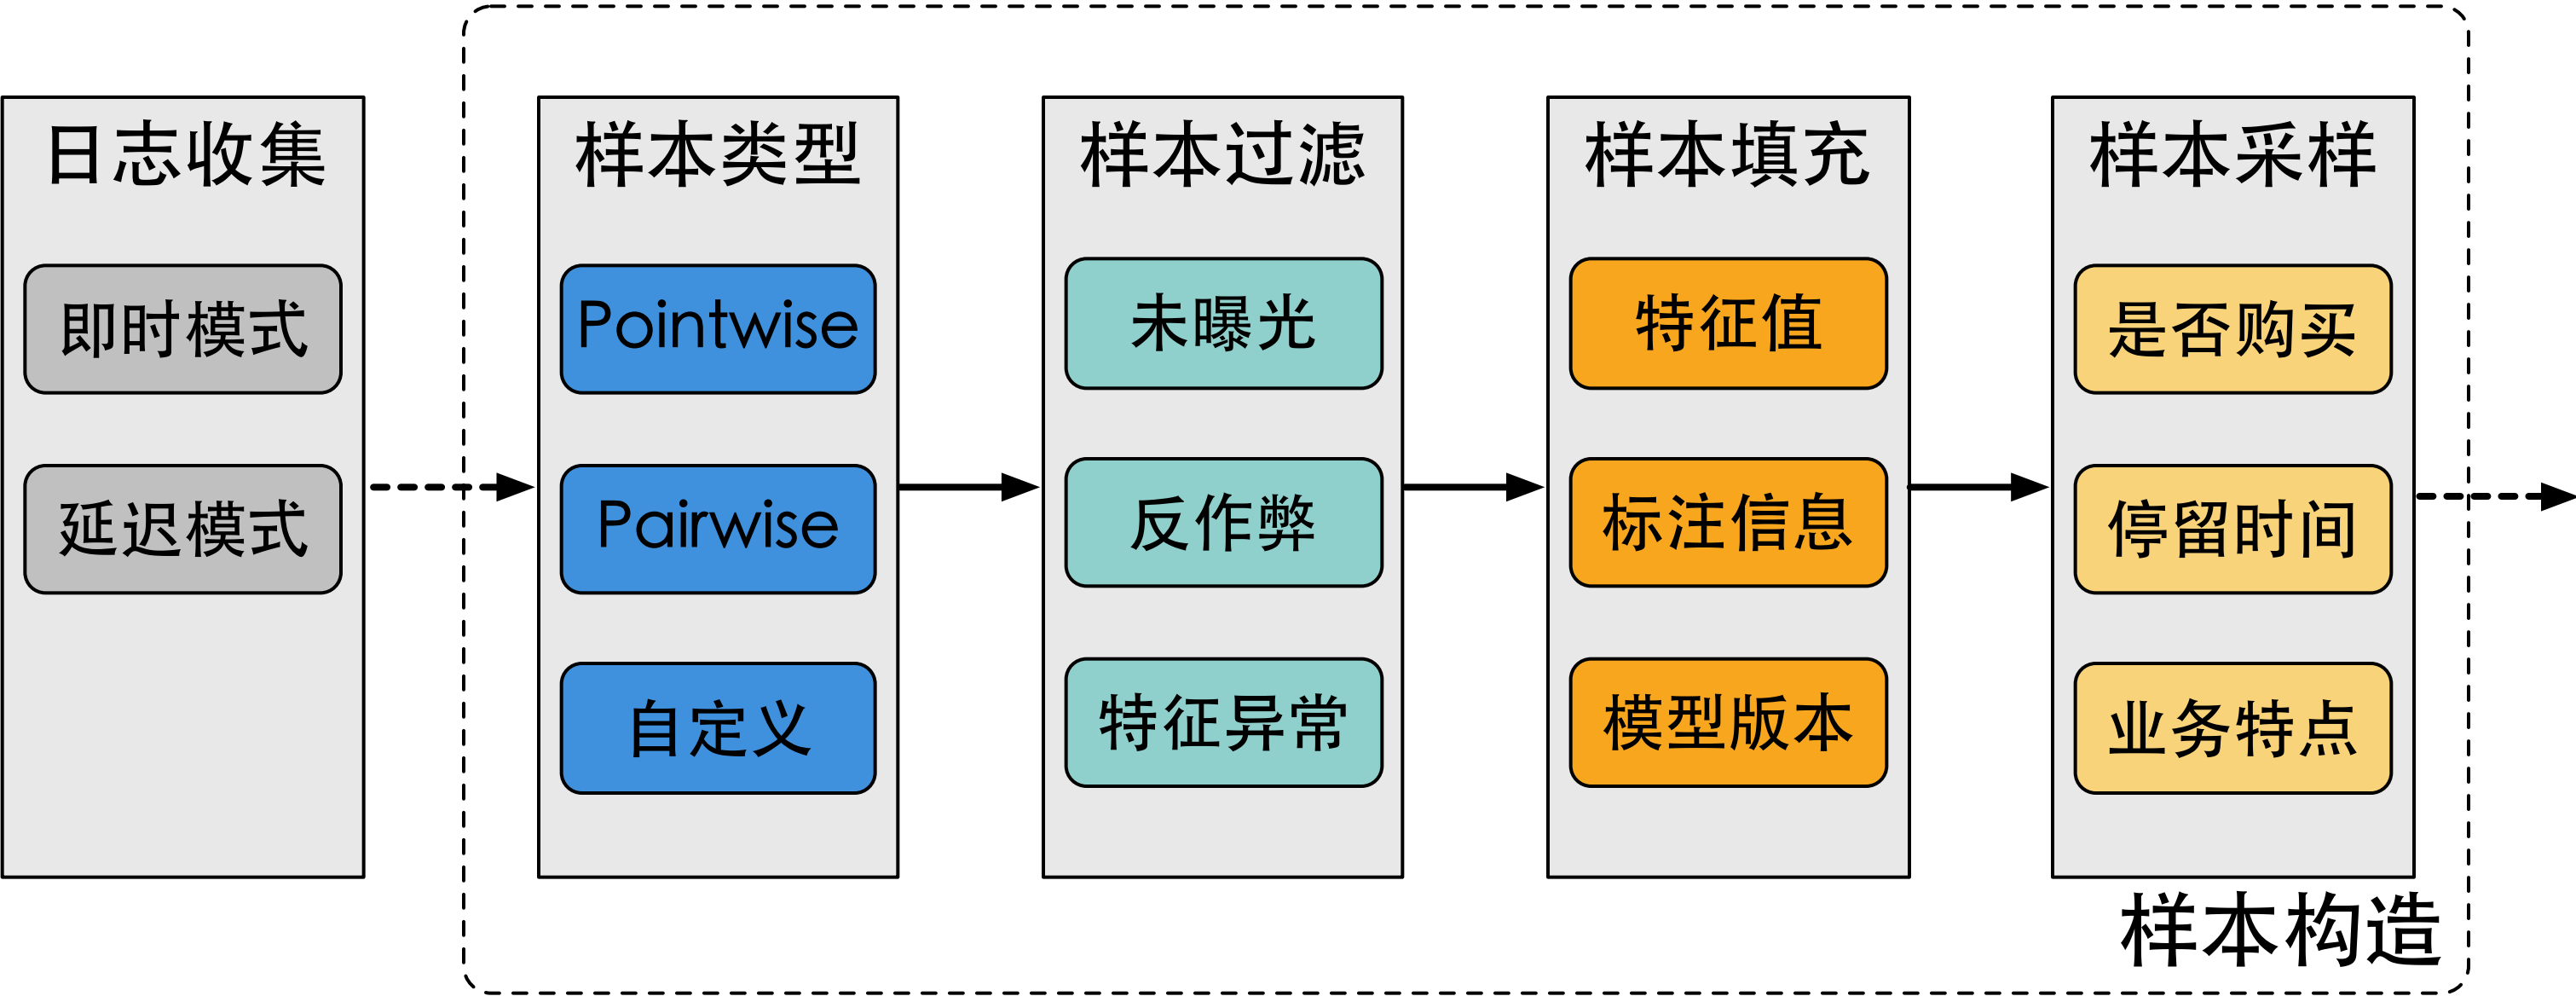 日志收集
即时模式
延迟模式
样本类型
Pointwise
Pairwise
自定义
样本过滤
未曝光
反作弊
特征异常
样本填充
特征值
标注信息
模型版本
样本采样
是否购买
停留时间
业务特点
样本构造